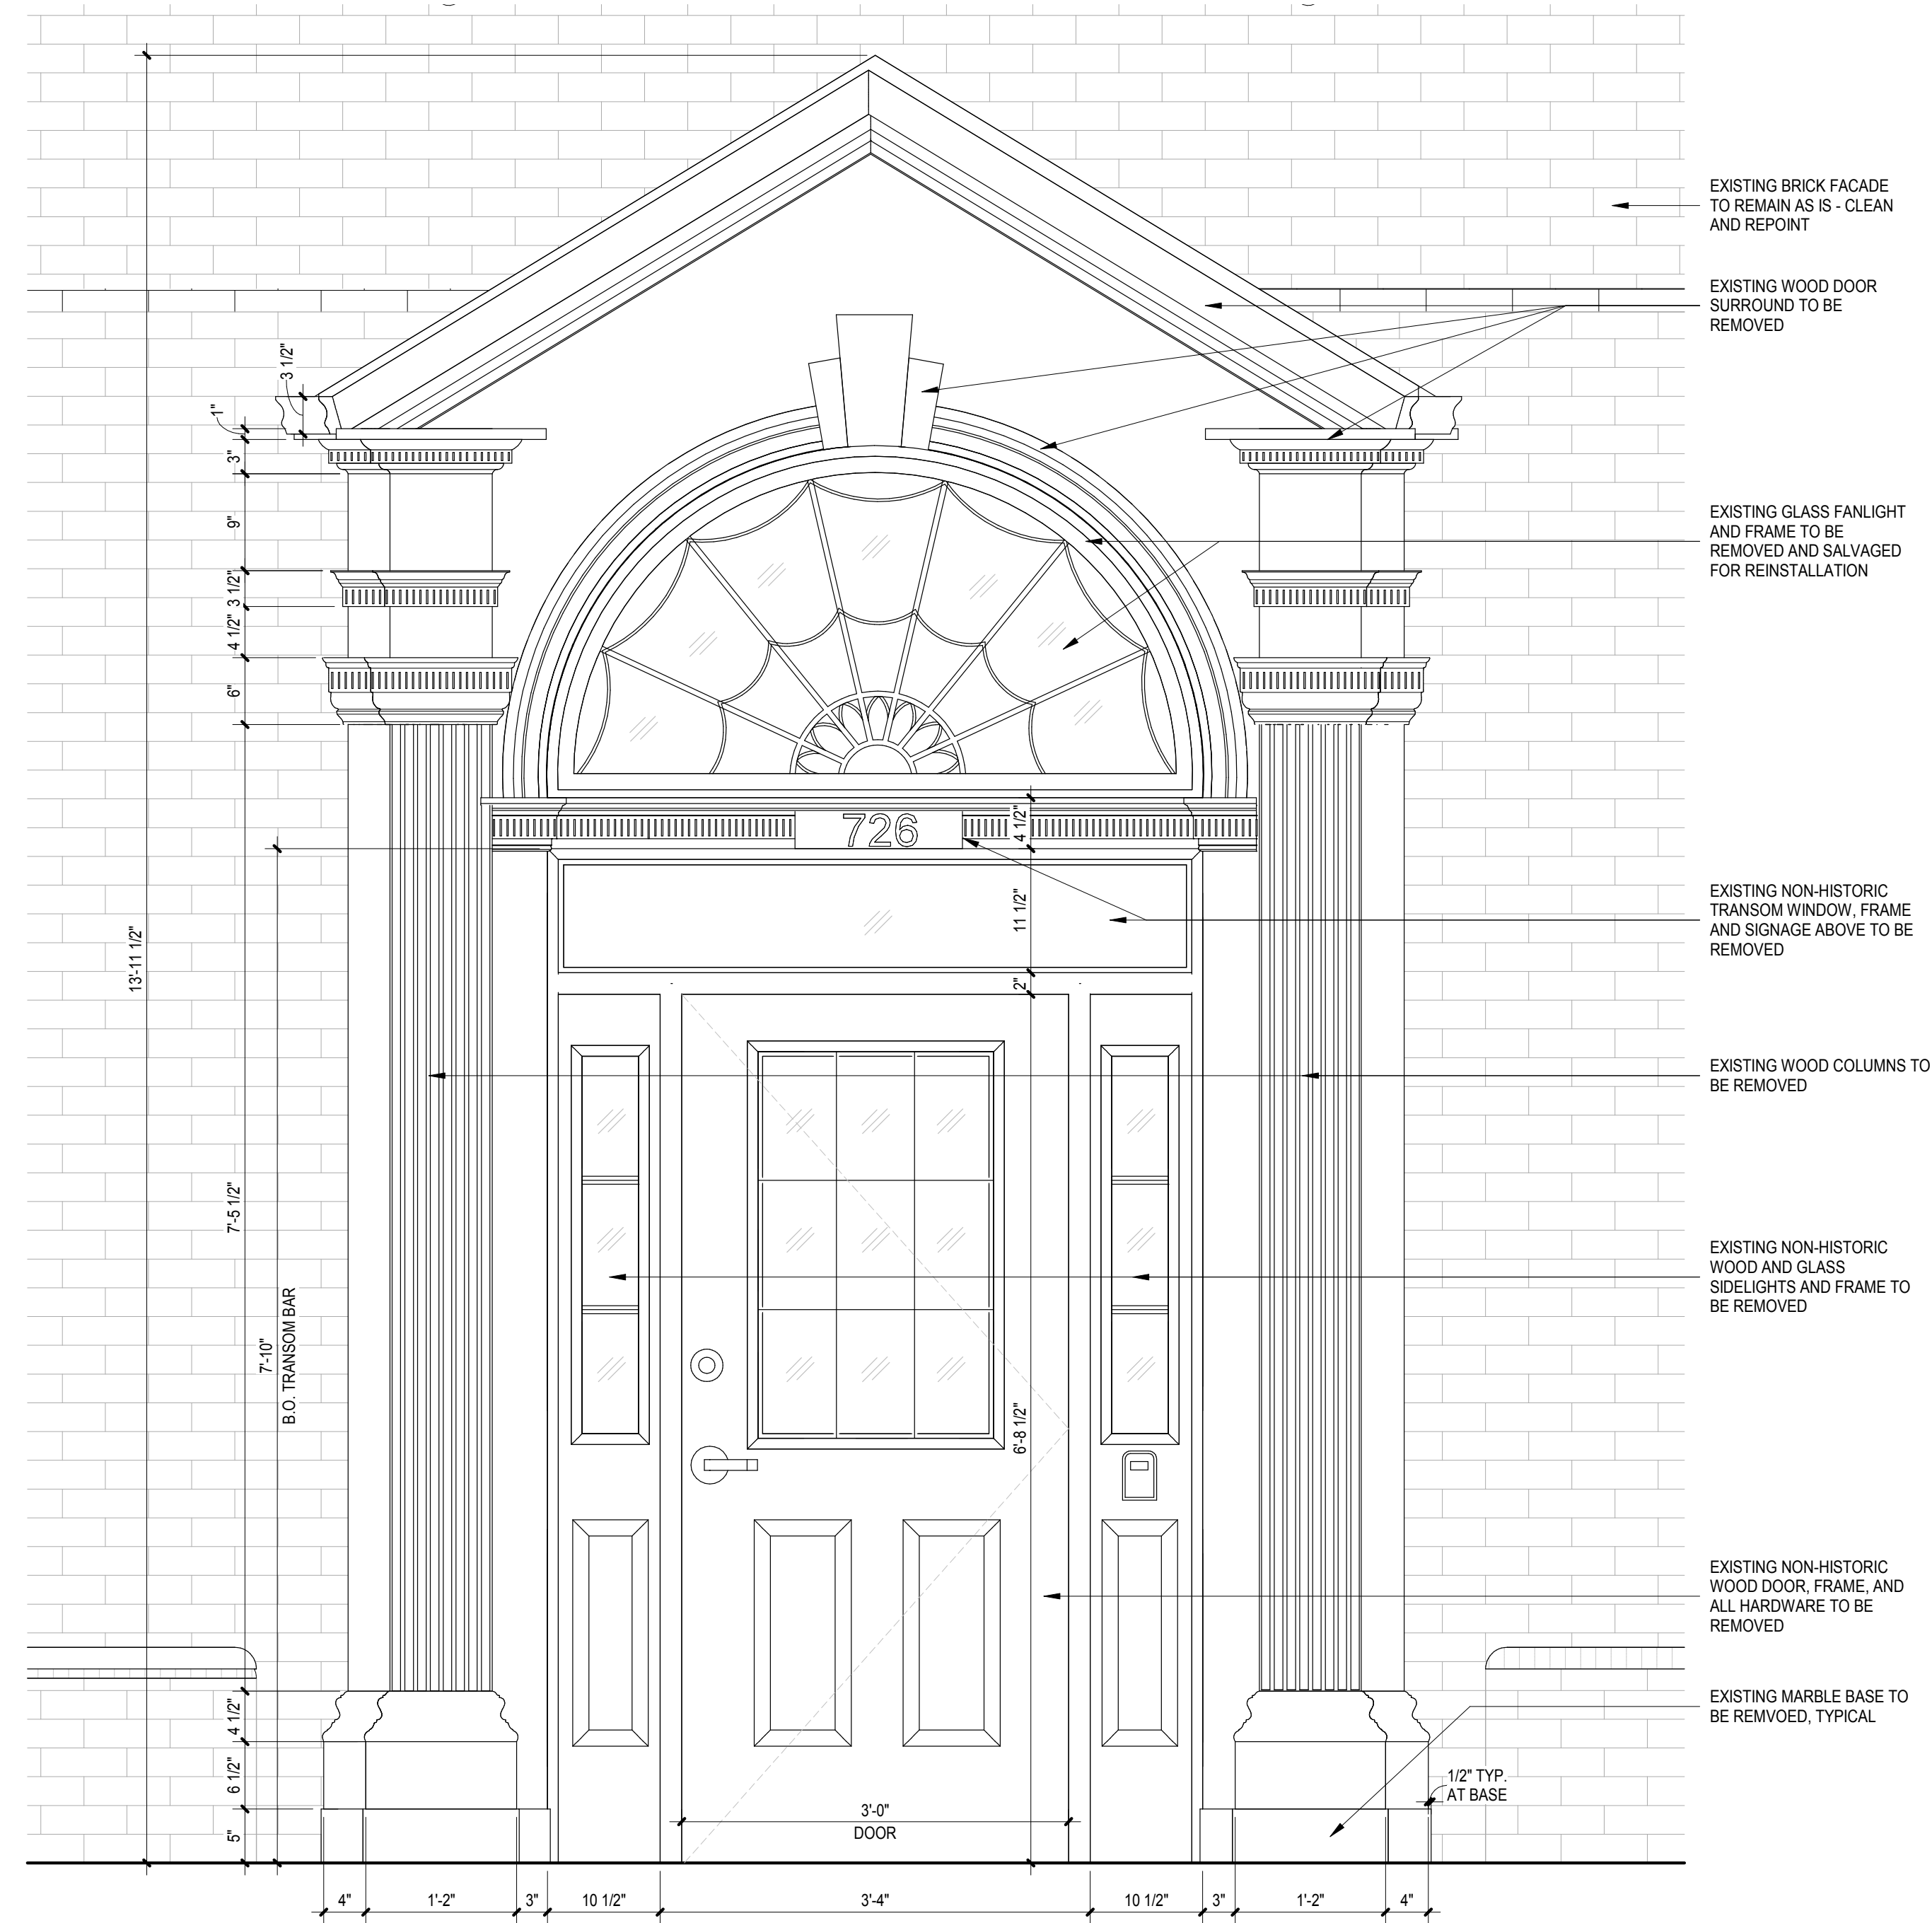 EXISTING BRICK FACADE
TO REMAIN AS IS - CLEAN
AND REPOINT
EXISTING WOOD DOOR
SURROUND TO BE
REMOVED
3 1/2"
1"
3"
9"
3 1/2"
4 1/2"
6"
EXISTING GLASS FANLIGHT
AND FRAME TO BE
REMOVED AND SALVAGED
FOR REINSTALLATION
726
4 1/2"
11 1/2"
2"
EXISTING NON-HISTORIC
TRANSOM WINDOW, FRAME
AND SIGNAGE ABOVE TO BE
REMOVED
13'-11 1/2"
EXISTING WOOD COLUMNS TO
BE REMOVED
7'-5 1/2"
7'-10"
B.O. TRANSOM BAR
EXISTING NON-HISTORIC
WOOD AND GLASS
SIDELIGHTS AND FRAME TO
BE REMOVED
6'-8 1/2"
EXISTING NON-HISTORIC
WOOD DOOR, FRAME, AND
ALL HARDWARE TO BE
REMOVED
EXISTING MARBLE BASE TO
BE REMVOED, TYPICAL
4 1/2"
6 1/2"
5"
1/2" TYP.
AT BASE
3'-0"
DOOR
4"
1'-2"
3"
10 1/2"
3'-4"
10 1/2"
3"
1'-2"
4"